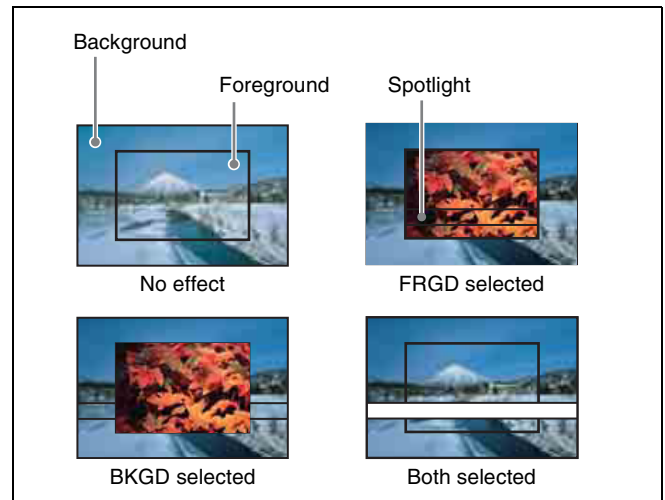 Background
Foreground
Spotlight
No effect
FRGD selected
BKGD selected
Both selected